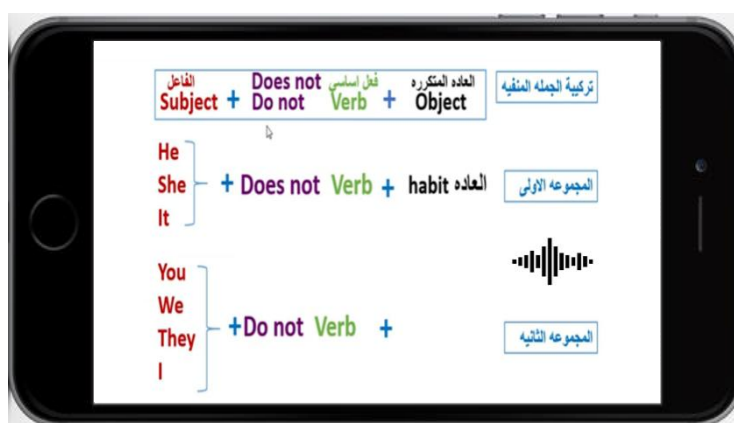 الفاعل Does not فعل اساسي العاده المتكرره تركيبة الجمله المنفيه
Subject + Do not Verb + Object
He
She + Does not Verb + habit العاده المجموعه الاولى
It
You
We
They +Do not Verb + المجموعه الثانيه
I